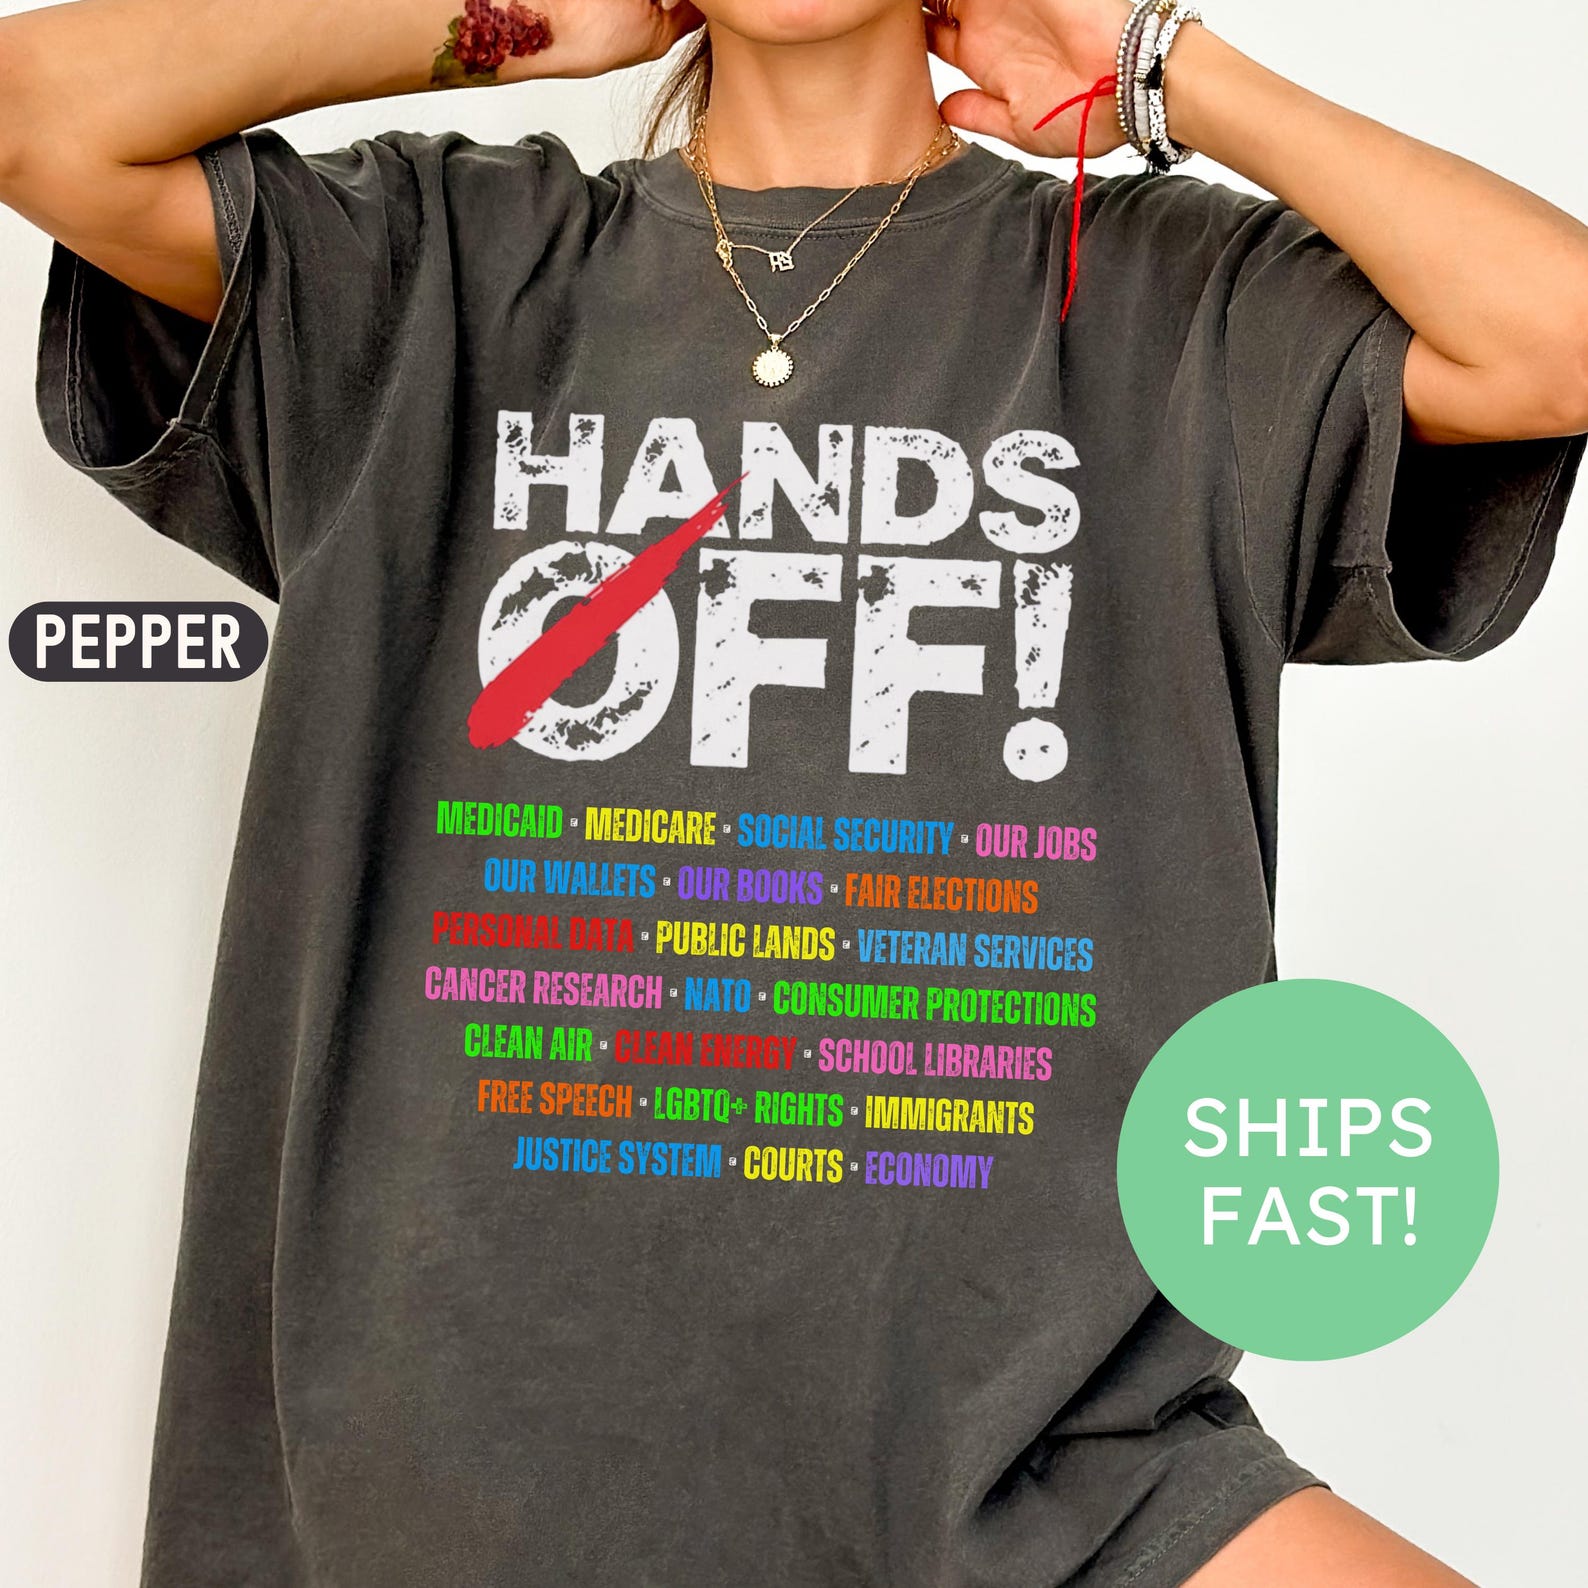 HANDS
OFF!
MEDICAID · MEDICARE · SOCIAL SECURITY · OUR JOBS
OUR WALLETS · OUR BOOKS · FAIR ELECTIONS
PERSONAL DATA · PUBLIC LANDS · VETERAN SERVICES
CANCER RESEARCH · NATO · CONSUMER PROTECTIONS
CLEAN AIR · CLEAN ENERGY · SCHOOL LIBRARIES
FREE SPEECH · LGBTQ+ RIGHTS · IMMIGRANTS
JUSTICE SYSTEM · COURTS · ECONOMY
PEPPER
SHIPS
FAST!